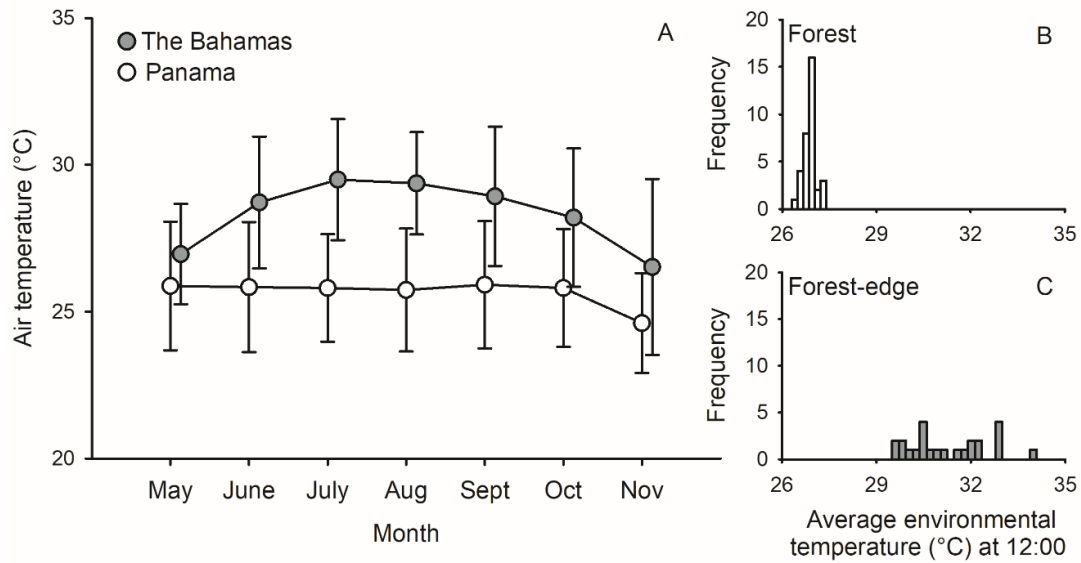 35
30
25
20
Air temperature (°C)
The Bahamas
Panama
A
May June July Aug Sept Oct Nov
Month
Forest
B
20
15
10
5
0
Frequency
26 29 32 35
Forest-edge
C
20
15
10
5
0
Frequency
26 29 32 35
Average environmental
temperature (°C) at 12:00